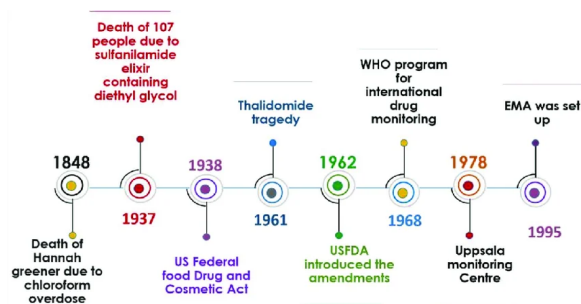 1848
Death of
Hannah
greener due to
chloroform
overdose
Death of 107
people due to
sulfanilamide
elixir
containing
diethyl glycol
1937
1938
US Federal
food Drug and
Cosmetic Act
Thalidomide
tragedy
1961
1962
USFDA
introduced the
amendments
WHO program
for
international
drug
monitoring
1968
1978
Uppsala
monitoring
Centre
EMA was set
up
1995